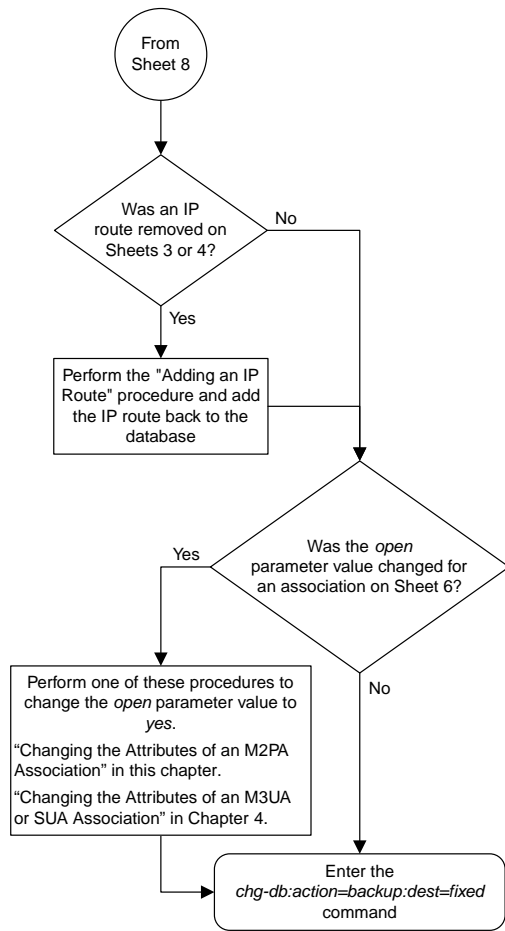 From
Sheet 8
Was an IP
route removed on
Sheets 3 or 4?
No
Yes
Perform the "Adding an IP
Route" procedure and add
the IP route back to the
database
Was the open
parameter value changed for
an association on Sheet 6?
Yes
No
Perform one of these procedures to
change the open parameter value to
yes.
“Changing the Attributes of an M2PA
Association” in this chapter.
“Changing the Attributes of an M3UA
or SUA Association” in Chapter 4.
Enter the
chg-db:action=backup:dest=fixed
command